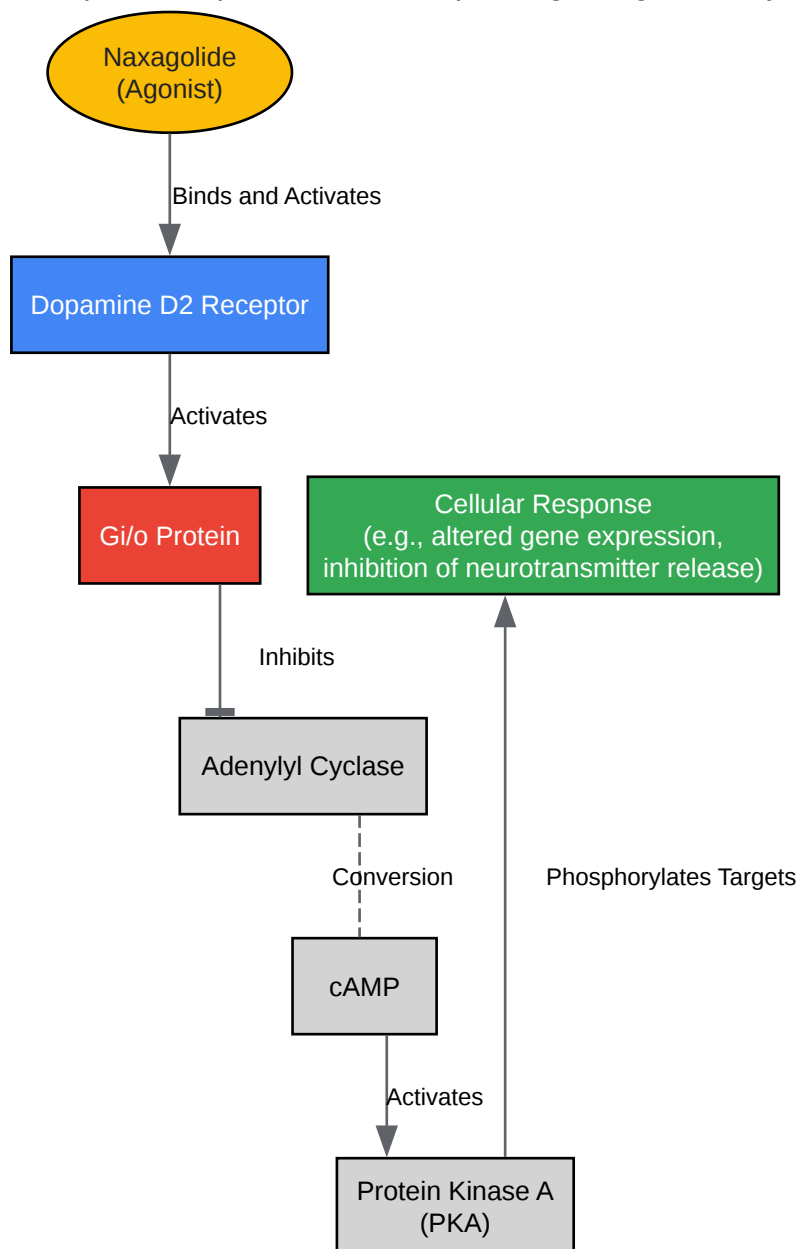 Naxagolide
(Agonist)
Binds and Activates
Dopamine D2 Receptor
Activates
Gi/o Protein
Cellular Response
(e.g., altered gene expression,
inhibition of neurotransmitter release)
Inhibits
Adenylyl Cyclase
Conversion
Phosphorylates Targets
cAMP
Activates
Protein Kinase A
(PKA)